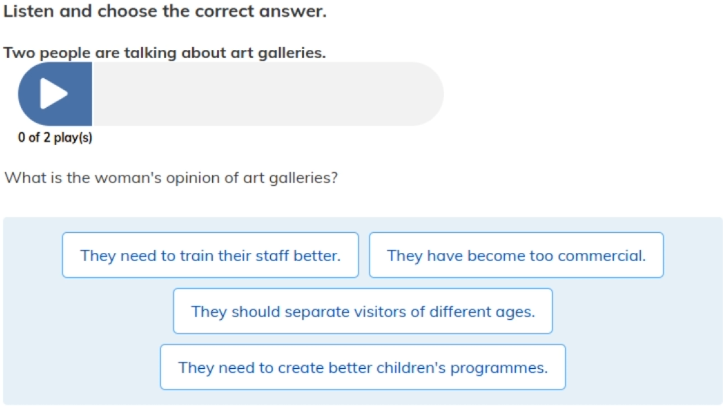 Listen and choose the correct answer.
Two people are talking about art galleries.
0 of 2 play(s)
What is the woman's opinion of art galleries?
They need to train their staff better.
They have become too commercial.
They should separate visitors of different ages.
They need to create better children's programmes.